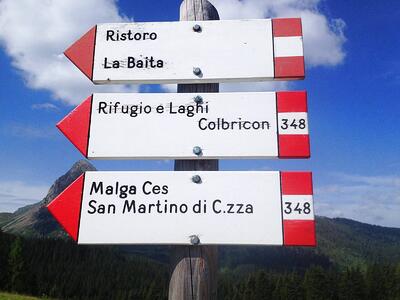 Ristoro
La Baita
Rifugio e Laghi
Colbricon 348
Malga Ces
San Martino di C.zza 348